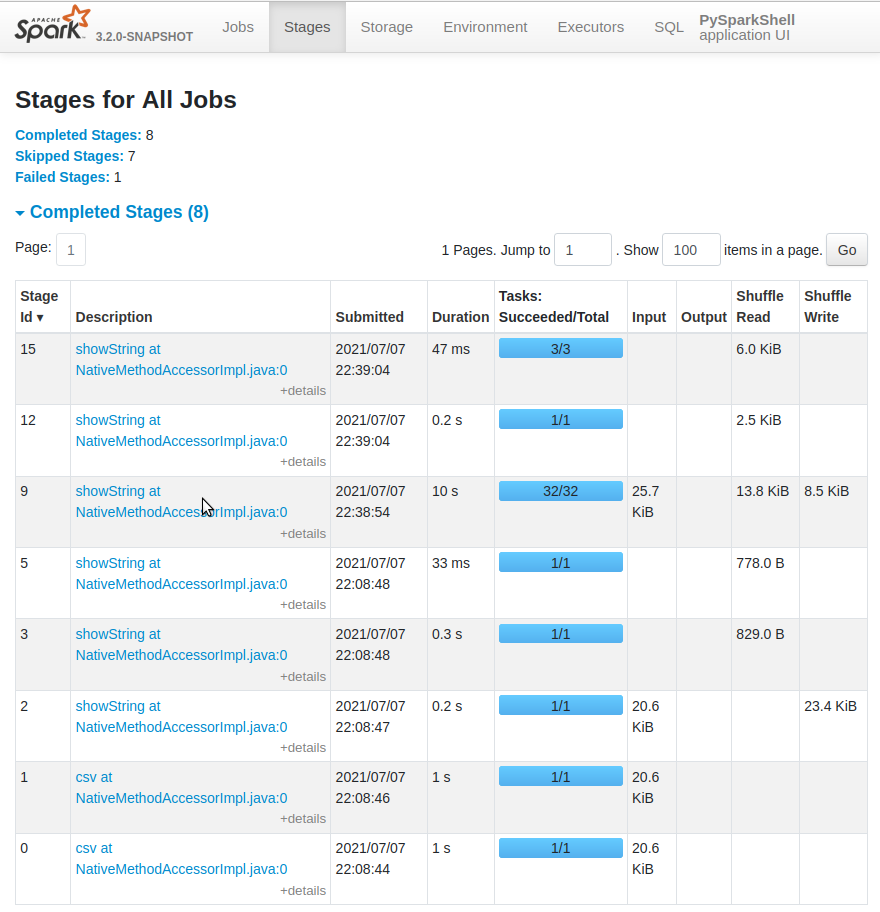 APACHE
Spark 3.2.0-SNAPSHOT Jobs Stages Storage Environment Executors SQL PySparkShell application UI
Stages for All Jobs
Completed Stages: 8
Skipped Stages: 7
Failed Stages: 1
Completed Stages (8)
Page: 1 1 Pages. Jump to 1 . Show 100 items in a page. Go
Stage Id ▾ Description Submitted Duration Tasks: Succeeded/Total Input Output Shuffle Read Shuffle Write
15 showString at NativeMethodAccessorImpl.java:0 +details 2021/07/07 22:39:04 47 ms 3/3 6.0 KiB
12 showString at NativeMethodAccessorImpl.java:0 +details 2021/07/07 22:39:04 0.2 s 1/1 2.5 KiB
9 showString at NativeMethodAccessorImpl.java:0 +details 2021/07/07 22:38:54 10 s 32/32 25.7 KiB 13.8 KiB 8.5 KiB
5 showString at NativeMethodAccessorImpl.java:0 +details 2021/07/07 22:08:48 33 ms 1/1 778.0 B
3 showString at NativeMethodAccessorImpl.java:0 +details 2021/07/07 22:08:48 0.3 s 1/1 829.0 B
2 showString at NativeMethodAccessorImpl.java:0 +details 2021/07/07 22:08:47 0.2 s 1/1 20.6 KiB 23.4 KiB
1 csv at NativeMethodAccessorImpl.java:0 +details 2021/07/07 22:08:46 1 s 1/1 20.6 KiB
0 csv at NativeMethodAccessorImpl.java:0 +details 2021/07/07 22:08:44 1 s 1/1 20.6 KiB